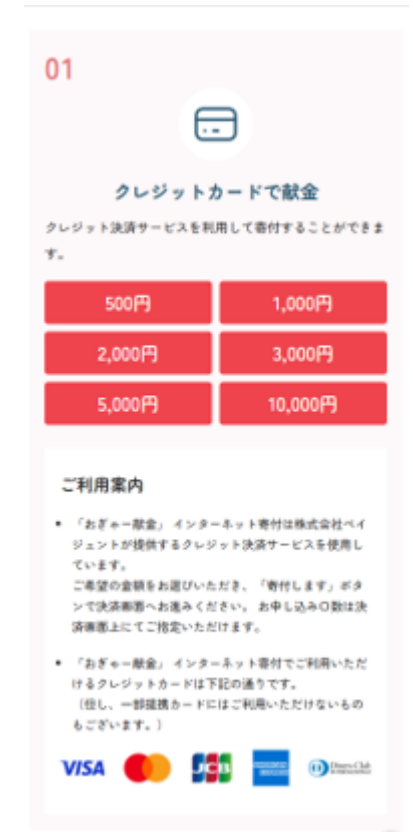 01
クレジットカードで献金
クレジット決済サービスを利用して寄付することができま
す。
500円
1,000円
2,000円
3,000円
5,000円
10,000円
ご利用案内
「おぎゃー献金」 インターネット寄付は株式会社ペイ
ジェントが提供するクレジット決済サービスを使用し
ています。
ご希望の金額をお選びいただき、「寄付します」ボタ
ンで決済画面へお進みください。 お申し込み口数は決
済画面上にてご指定いただけます。
「おぎゃー献金」 インターネット寄付でご利用いただ
けるクレジットカードは下記の通りです。
（但し、一部提携カードにはご利用いただけないもの
もございます。）
VISA
JCB
Diners Club